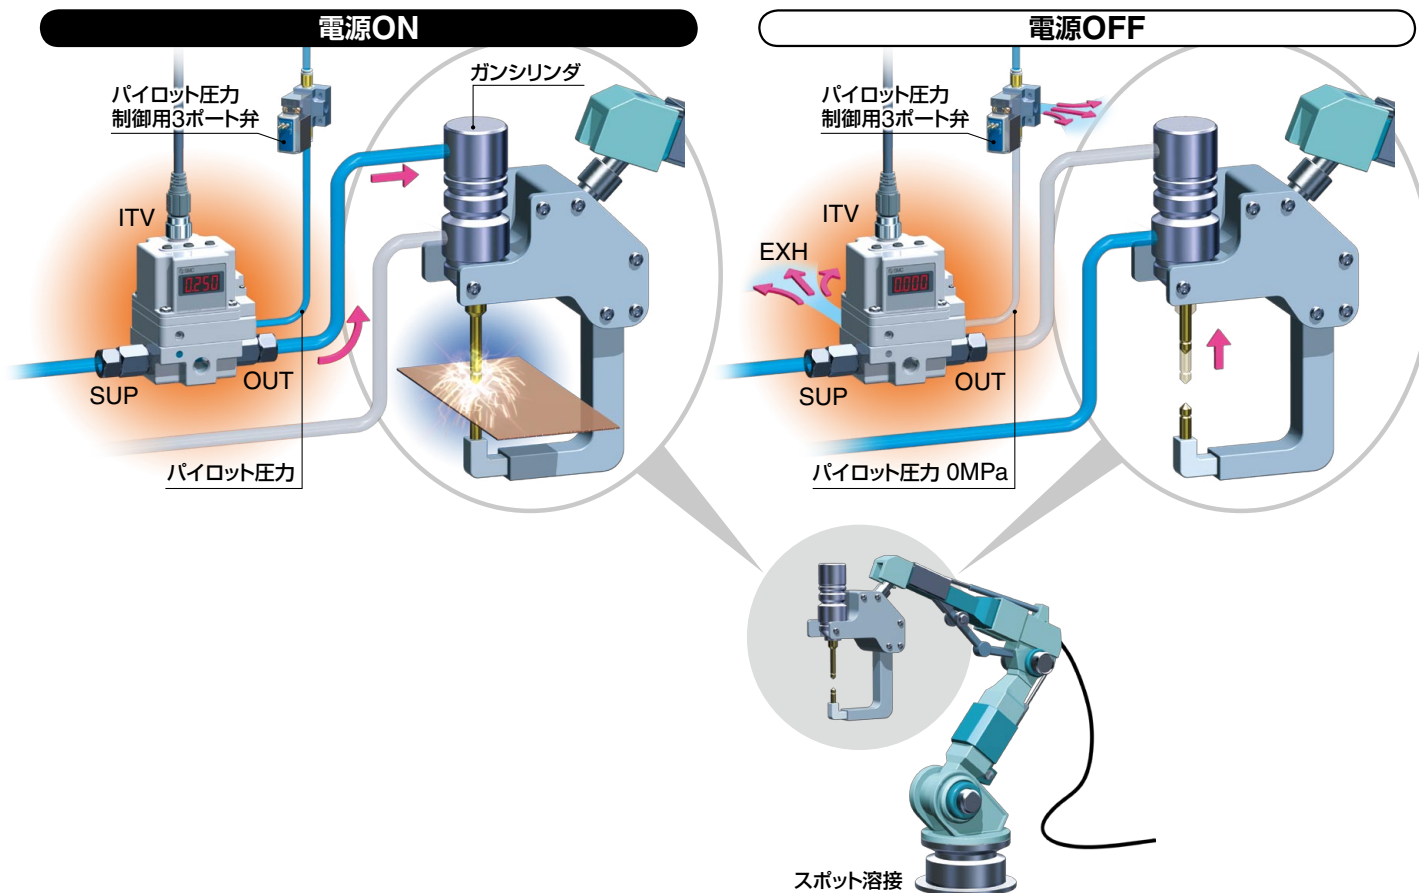 電源ON
ガンシリンダ
パイロット圧力
制御用3ポート弁
ITV
0.250
SUP
OUT
パイロット圧力
電源OFF
パイロット圧力
制御用3ポート弁
ITV
EXH
0.000
SUP
OUT
パイロット圧力 0MPa
スポット溶接